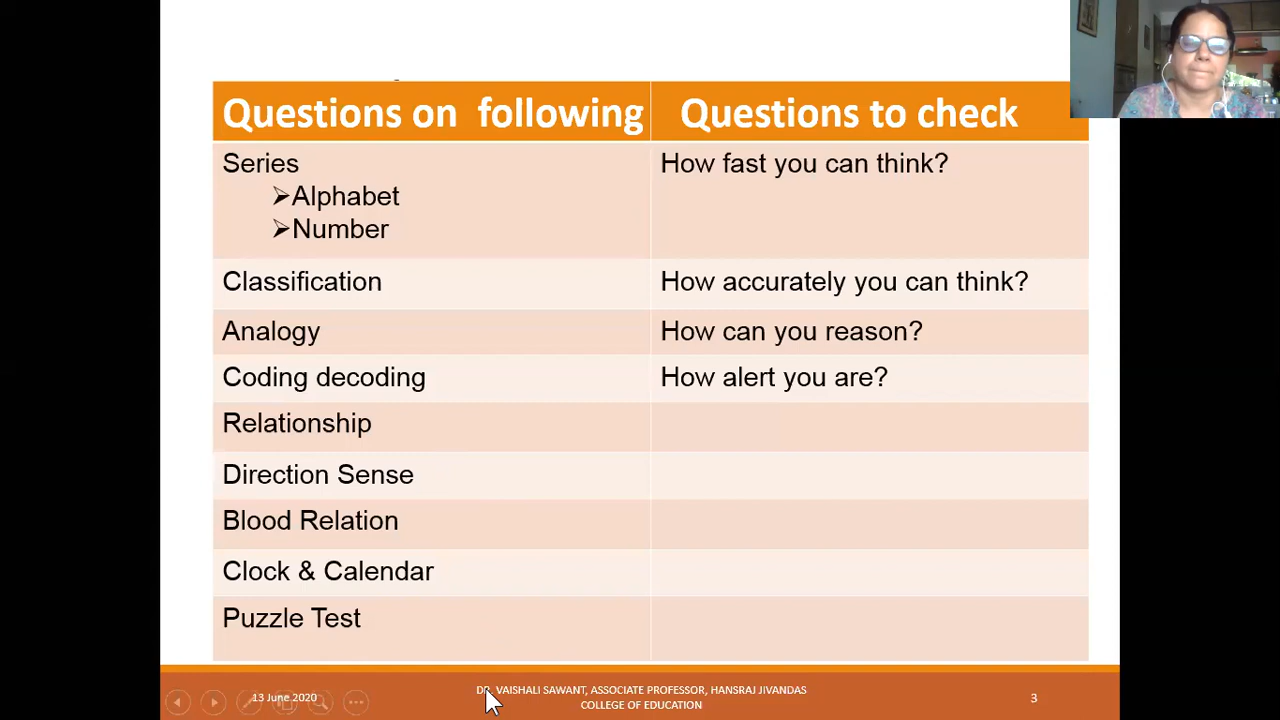 Questions on following
Questions to check
Series
How fast you can think?
➢Alphabet
➢Number
Classification
How accurately you can think?
Analogy
How can you reason?
Coding decoding
How alert you are?
Relationship
Direction Sense
Blood Relation
Clock & Calendar
Puzzle Test
13 June 2020
DR. VAISHALI SAWANT, ASSOCIATE PROFESSOR, HANSRAJ JIVANDAS
COLLEGE OF EDUCATION
3